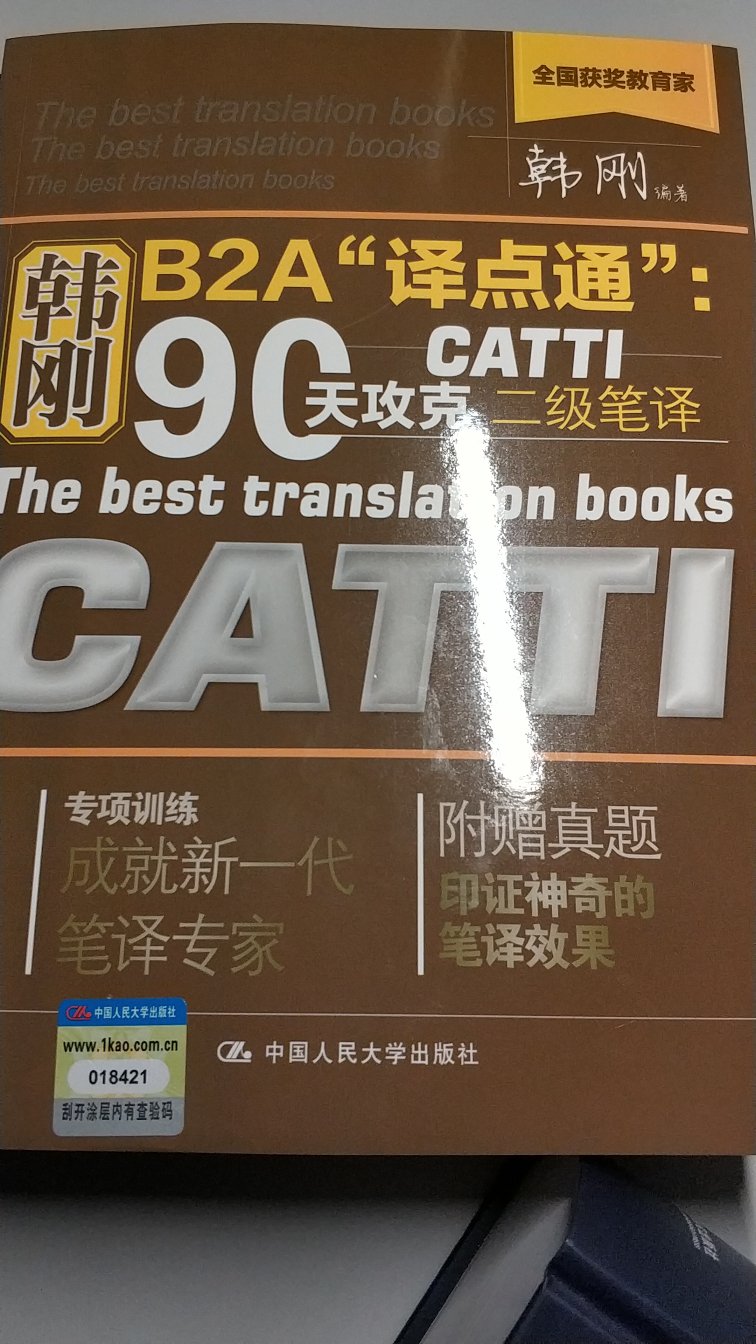 全国获奖教育家
The best translation books
The best translation books
The best translation books
韩刚 编著
韩刚
B2A“译点通”:
90天攻克 CATTI 二级笔译
The best translation books
CATTI
专项训练
成就新一代
笔译专家
附赠真题
印证神奇的
笔译效果
中国人民大学出版社
www.1kao.com.cn
018421
刮开涂层内有查验码
中国人民大学出版社